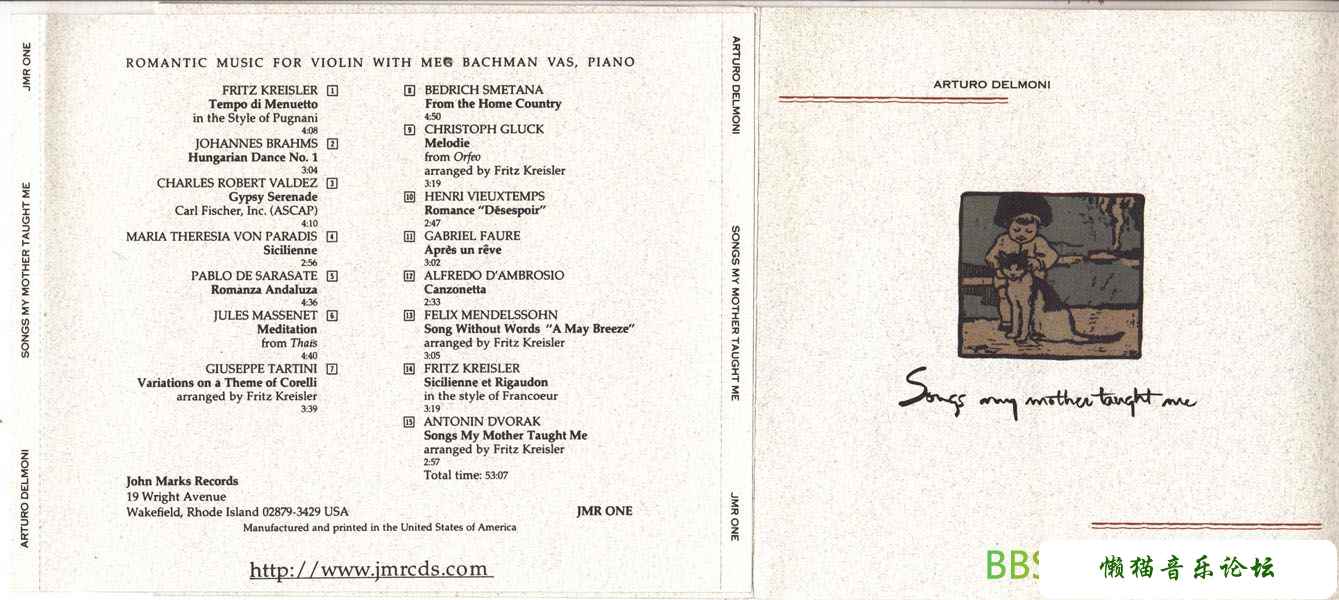 JMR ONE
SONGS MY MOTHER TAUGHT ME
ARTURO DELMONI
ROMANTIC MUSIC FOR VIOLIN WITH MEG BACHMAN VAS, PIANO
FRITZ KREISLER 1
Tempo di Menuetto
in the Style of Pugnani
4:08
JOHANNES BRAHMS 2
Hungarian Dance No. 1
3:04
CHARLES ROBERT VALDEZ 3
Gypsy Serenade
Carl Fischer, Inc. (ASCAP)
4:10
MARIA THERESIA VON PARADIS 4
Sicilienne
2:56
PABLO DE SARASATE 5
Romanza Andaluza
4:36
JULES MASSENET 6
Meditation
from Thais
4:40
GIUSEPPE TARTINI 7
Variations on a Theme of Corelli
arranged by Fritz Kreisler
3:39
8 BEDRICH SMETANA
From the Home Country
4:50
9 CHRISTOPH GLUCK
Melodie
from Orfeo
arranged by Fritz Kreisler
3:19
10 HENRI VIEUXTEMPS
Romance “Désespoir”
2:47
11 GABRIEL FAURE
Après un rêve
3:02
12 ALFREDO D’AMBROSIO
Canzonetta
2:33
13 FELIX MENDELSSOHN
Song Without Words “A May Breeze”
arranged by Fritz Kreisler
3:05
14 FRITZ KREISLER
Sicilienne et Rigaudon
in the style of Francoeur
3:19
15 ANTONIN DVORAK
Songs My Mother Taught Me
arranged by Fritz Kreisler
2:57
Total time: 53:07
John Marks Records
19 Wright Avenue
Wakefield, Rhode Island 02879-3429 USA
JMR ONE
Manufactured and printed in the United States of America
http://www.jmrcds.com
ARTURO DELMONI
SONGS MY MOTHER TAUGHT ME
JMR ONE
ARTURO DELMONI
Songs my mother taught me
BBS
懒猫音乐论坛